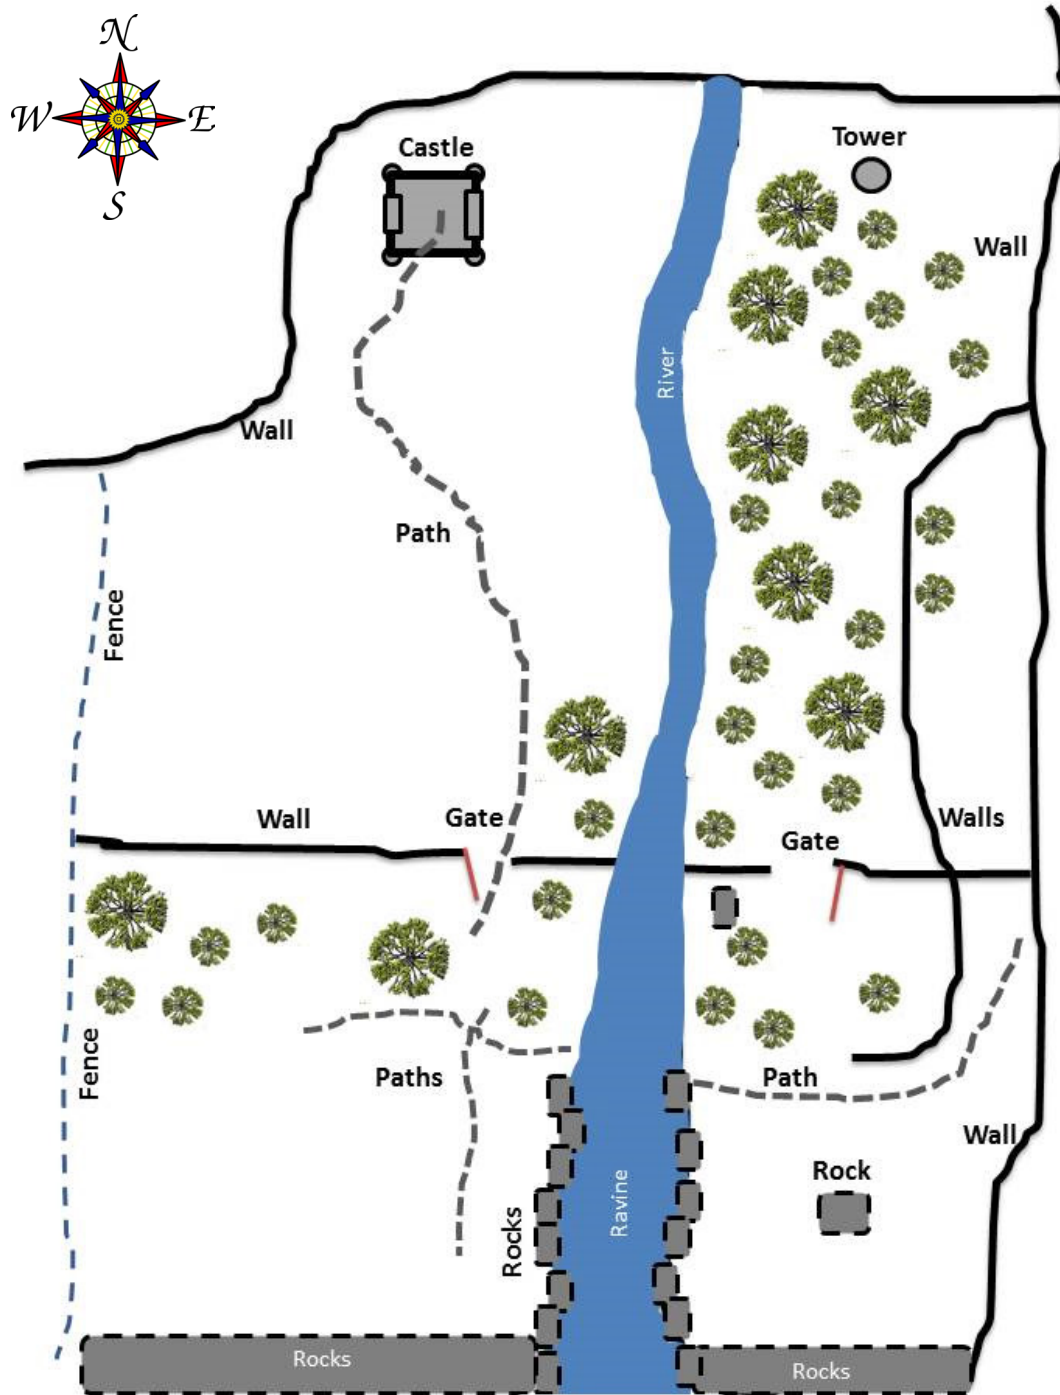 N
W E
S
Castle
Tower
Wall
River
Wall
Path
Fence
Wall
Gate
Gate
Walls
Fence
Paths
Path
Wall
Rock
Rocks
Ravine
Rocks
Rocks